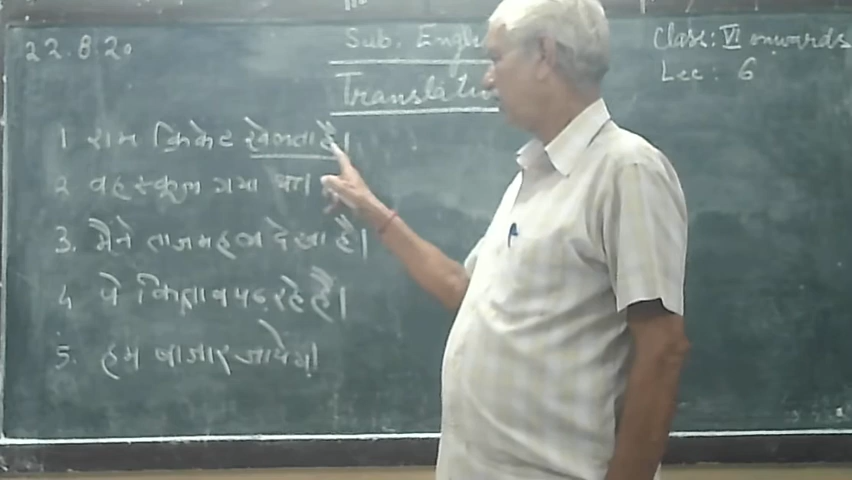 22.8.20
Sub. Engl
Class: VI onwards
Lec: 6
Translatio
1 राम क्रिकेट खेलता है।
2 वह स्कूल गया था।
3. मैंने ताजमहल देखा है।
4 वे किताब पढ़ रहे हैं।
5. हम बाजार जायेंगे।